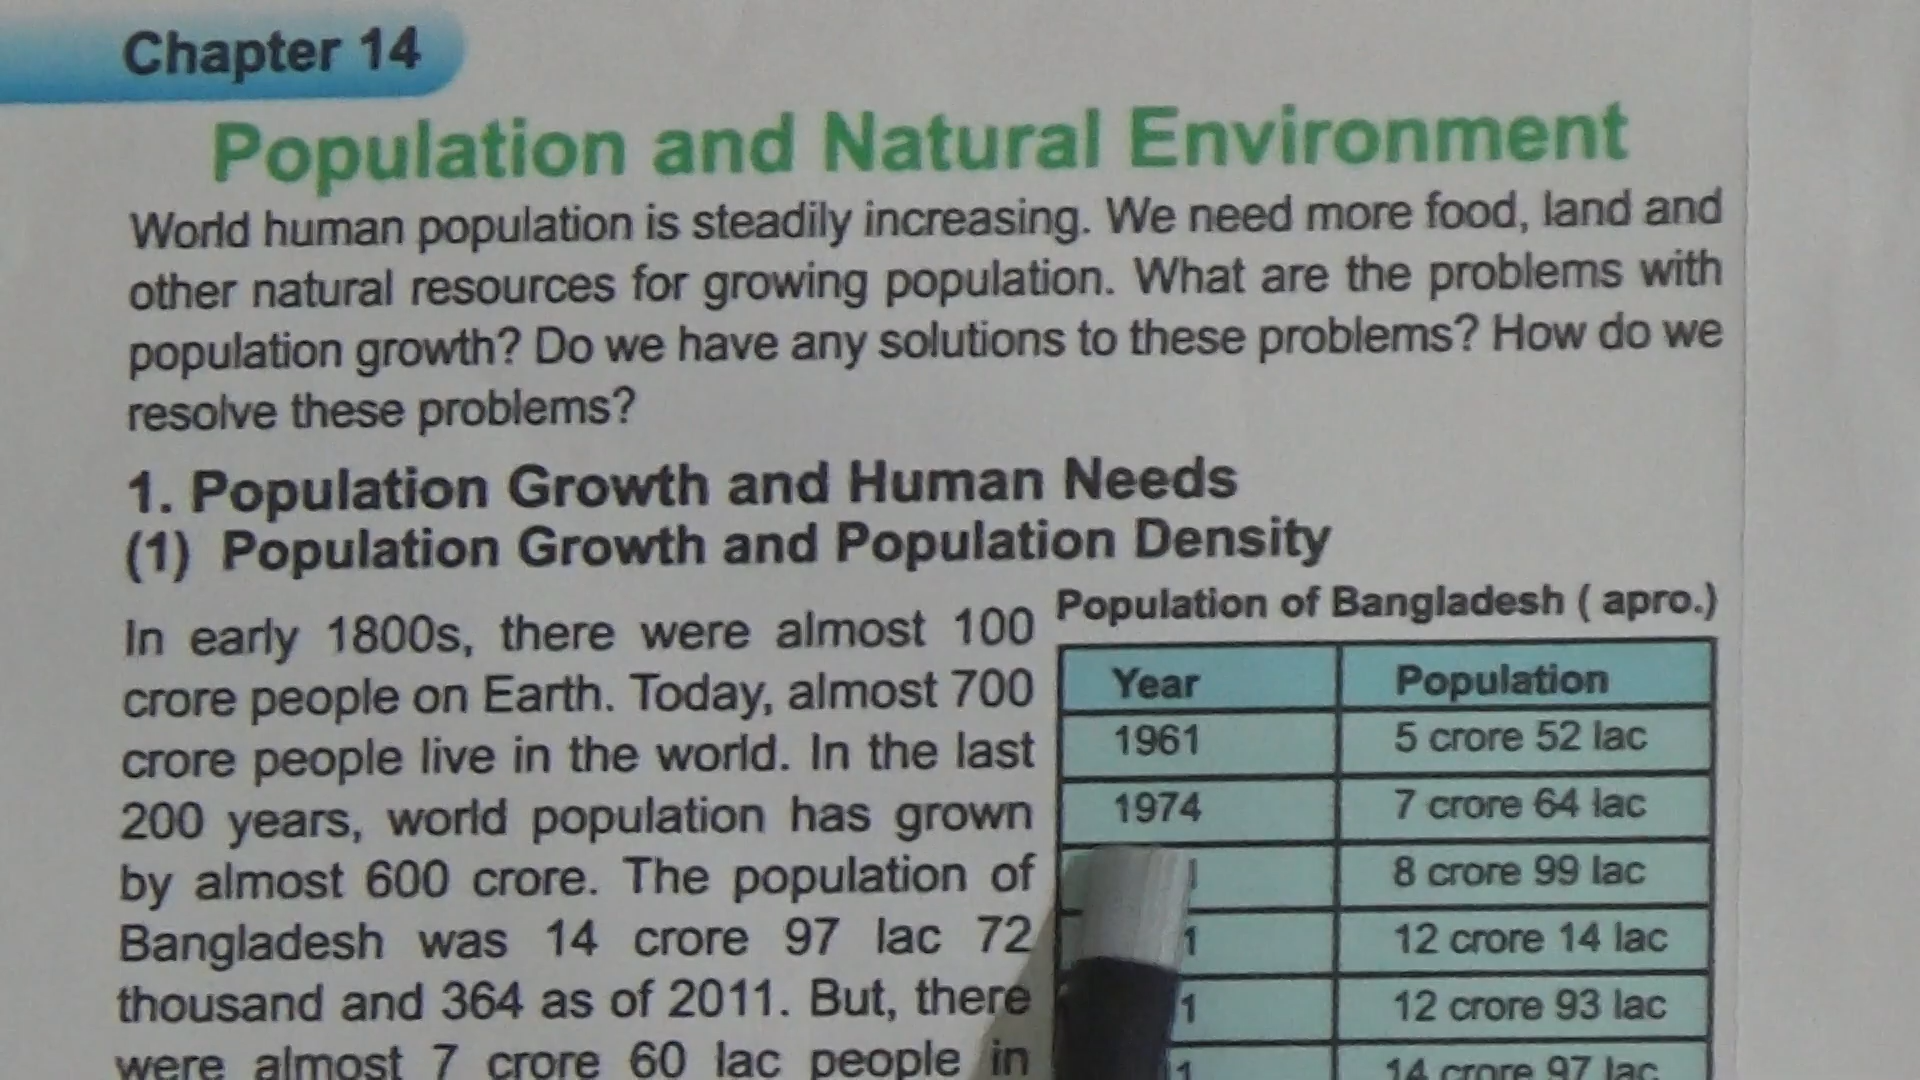 Chapter 14
Population and Natural Environment
World human population is steadily increasing. We need more food, land and
other natural resources for growing population. What are the problems with
population growth? Do we have any solutions to these problems? How do we
resolve these problems?
1. Population Growth and Human Needs
(1) Population Growth and Population Density
In early 1800s, there were almost 100
crore people on Earth. Today, almost 700
crore people live in the world. In the last
200 years, world population has grown
by almost 600 crore. The population of
Bangladesh was 14 crore 97 lac 72
thousand and 364 as of 2011. But, there
were almost 7 crore 60 lac people in
Population of Bangladesh ( apro.)
Year Population
1961 5 crore 52 lac
1974 7 crore 64 lac
8 crore 99 lac
1 12 crore 14 lac
1 12 crore 93 lac
1 14 crore 97 lac